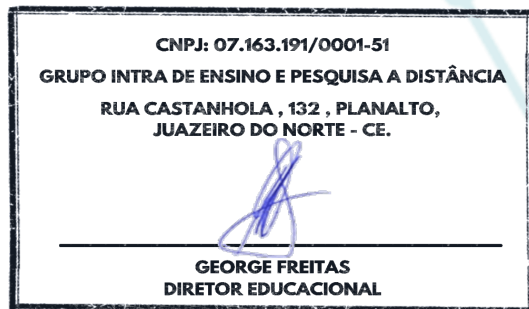 CNPJ: 07.163.191/0001-51
GRUPO INTRA DE ENSINO E PESQUISA A DISTÂNCIA
RUA CASTANHOLA , 132 , PLANALTO,
JUAZEIRO DO NORTE - CE.
GEORGE FREITAS
DIRETOR EDUCACIONAL